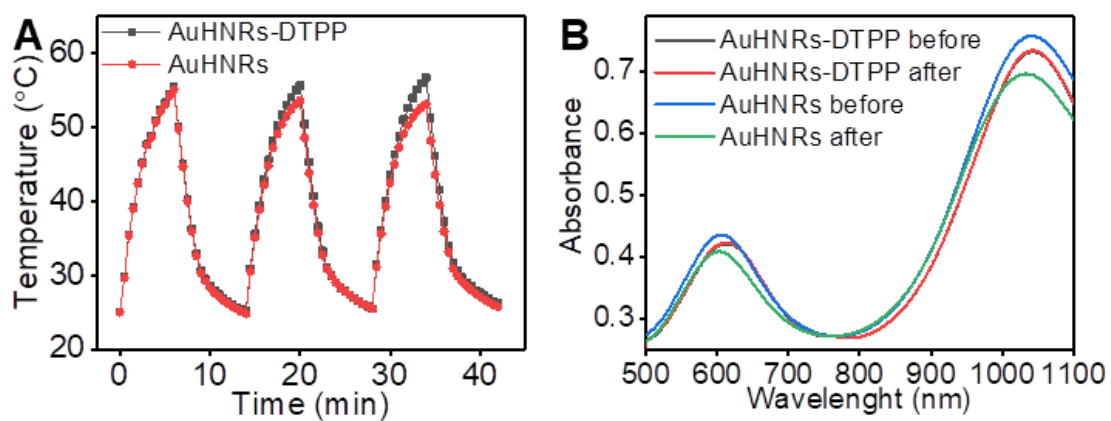 A
AuHNRs-DTPP
AuHNRs
Temperature (°C)
60
50
40
30
20
0
10
20
30
40
Time (min)
B
AuHNRs-DTPP before
AuHNRs-DTPP after
AuHNRs before
AuHNRs after
Absorbance
0.7
0.6
0.5
0.4
0.3
500 600 700 800 900 1000 1100
Wavelenght (nm)